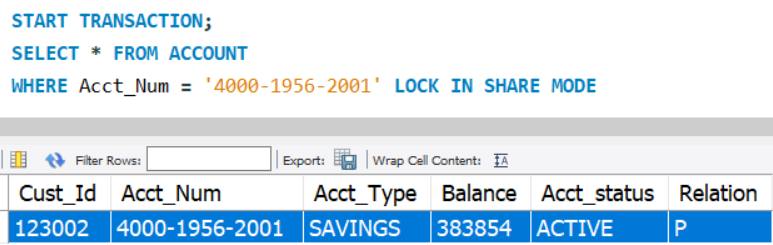 START TRANSACTION;
SELECT * FROM ACCOUNT
WHERE Acct_Num = '4000-1956-2001' LOCK IN SHARE MODE
Filter Rows: Export: Wrap Cell Content: IA
Cust_Id Acct_Num Acct_Type Balance Acct_status Relation
123002 4000-1956-2001 SAVINGS 383854 ACTIVE P